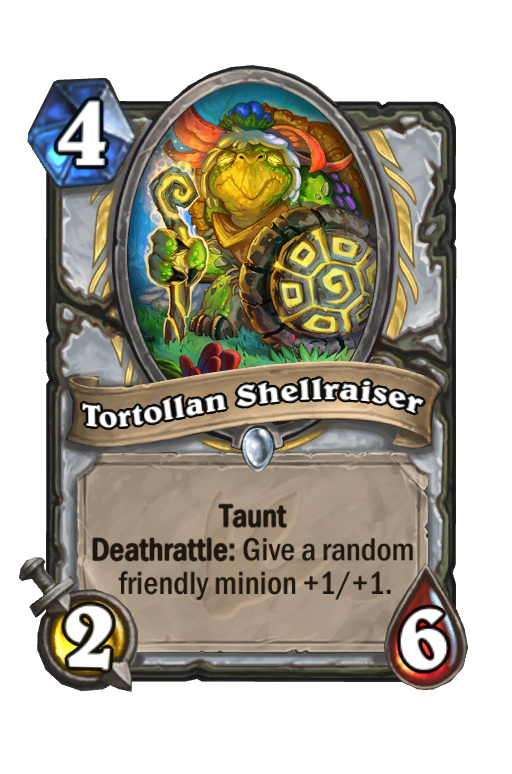 4
Tortollan Shellraiser
Taunt
Deathrattle: Give a random
friendly minion +1/+1.
2
6